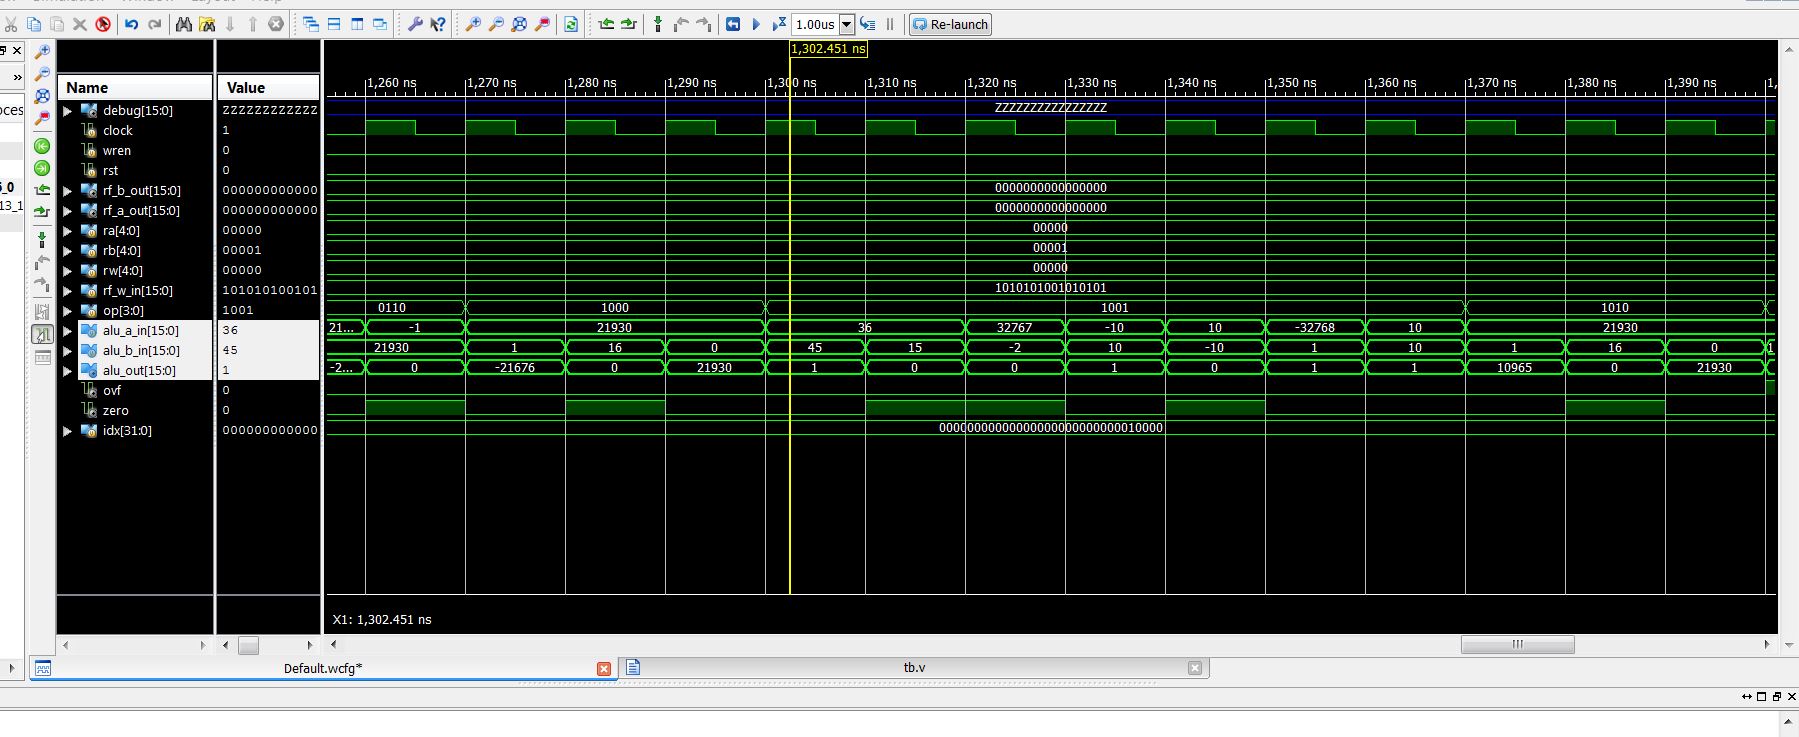 1.00us
Re-launch
1,302.451 ns
Name Value
1,260 ns 1,270 ns 1,280 ns 1,290 ns 1,300 ns 1,310 ns 1,320 ns 1,330 ns 1,340 ns 1,350 ns 1,360 ns 1,370 ns 1,380 ns 1,390 ns
debug[15:0] ZZZZZZZZZZZZ ZZZZZZZZZZZZZZZZ
clock 1
wren 0
rst 0
rf_b_out[15:0] 000000000000 0000000000000000
rf_a_out[15:0] 000000000000 0000000000000000
ra[4:0] 00000 00000
rb[4:0] 00001 00001
rw[4:0] 00000 00000
rf_w_in[15:0] 101010100101 1010101001010101
op[3:0] 1001 0110 1000 1001 1010
alu_a_in[15:0] 36 21... -1 21930 36 32767 -10 10 -32768 10 21930
alu_b_in[15:0] 45 21930 1 16 0 45 15 -2 10 -10 1 10 1 16 0 1
alu_out[15:0] 1 -2... 0 -21676 0 21930 1 0 0 1 0 1 1 10965 0 21930
ovf 0
zero 0
idx[31:0] 000000000000 00000000000000000000000000010000
X1: 1,302.451 ns
Default.wcfg* tb.v